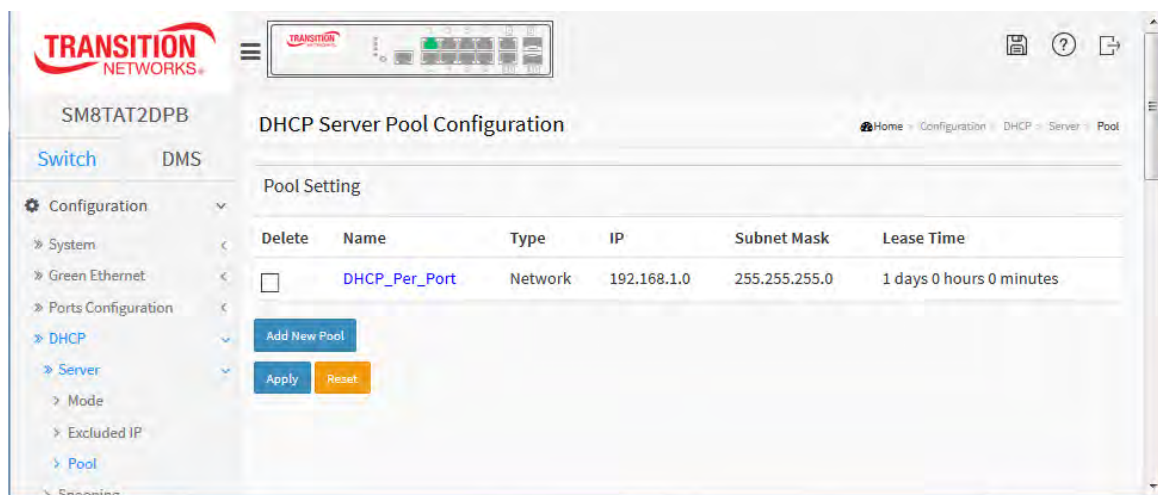 TRANSITION
NETWORKS®
TRANSITION
SM8TAT2DPB
Switch DMS
Configuration
» System
» Green Ethernet
» Ports Configuration
» DHCP
» Server
> Mode
> Excluded IP
> Pool
> Snooping
DHCP Server Pool Configuration
Home > Configuration > DHCP > Server > Pool
Pool Setting
Delete Name Type IP Subnet Mask Lease Time
DHCP_Per_Port Network 192.168.1.0 255.255.255.0 1 days 0 hours 0 minutes
Add New Pool
Apply Reset